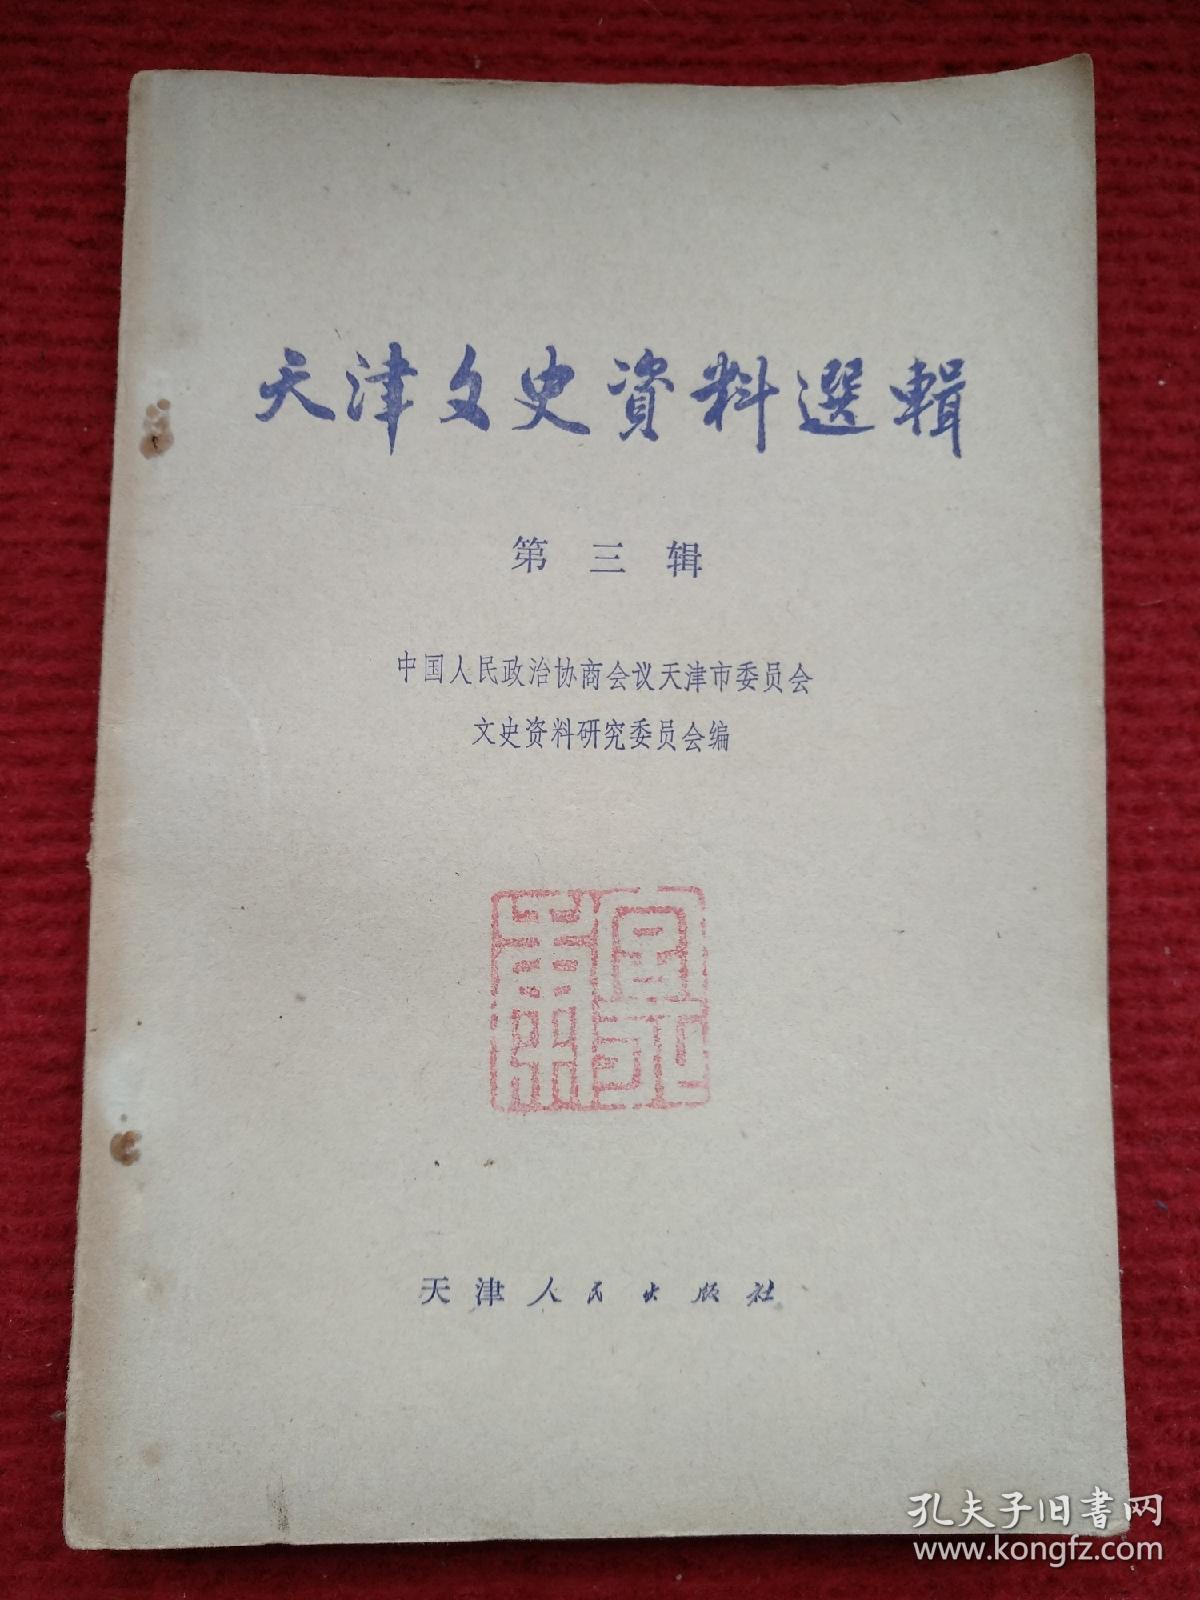 天津文史資料選輯
第三辑
中国人民政治协商会议天津市委员会
文史资料研究委员会编
天津人民出版社
孔夫子旧書网
www.kongfz.com